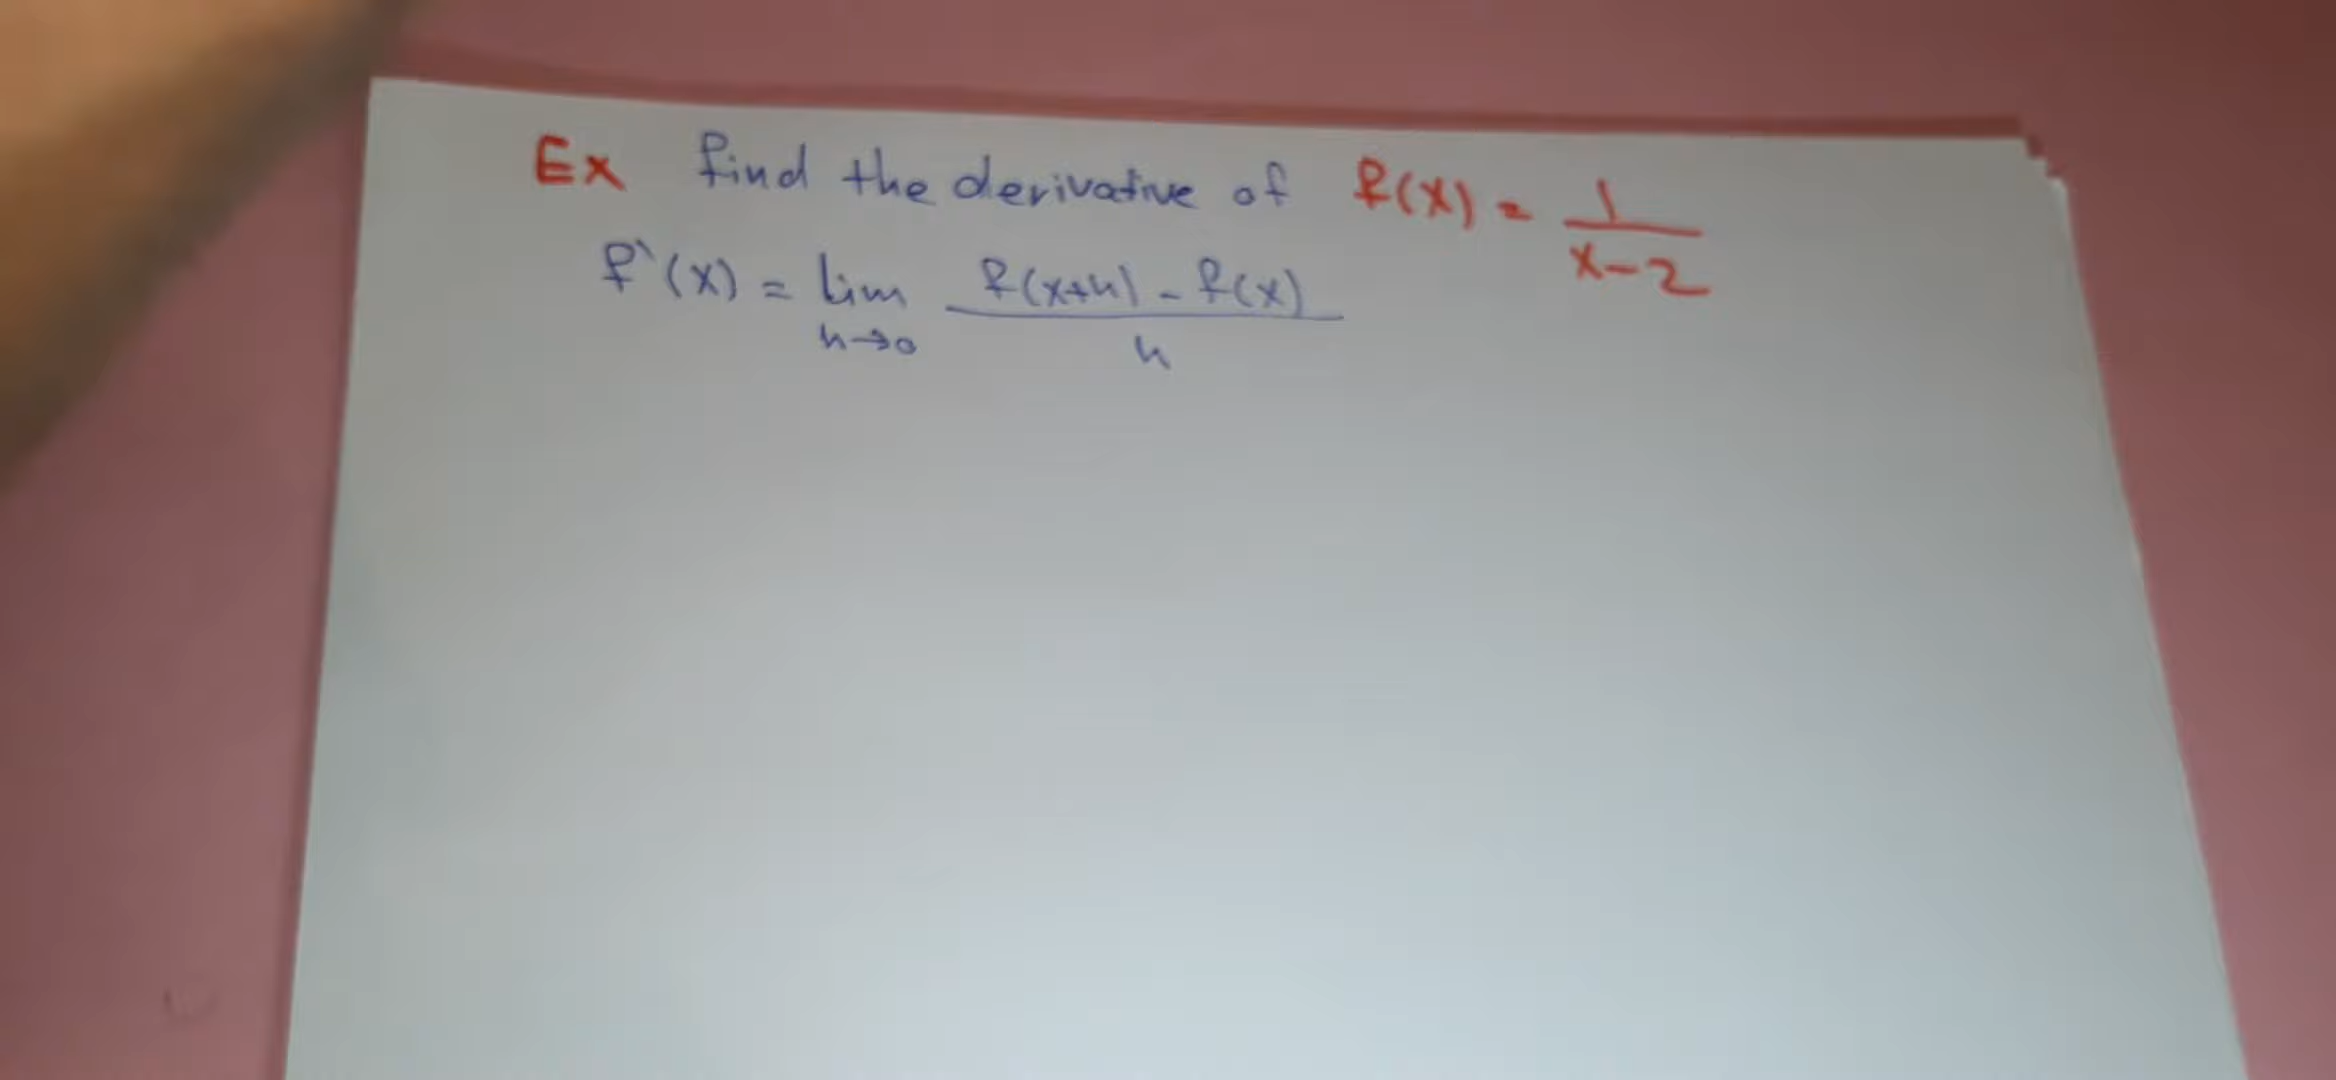 Ex find the derivative of f(x) = 1/(x-2)
f`(x) = lim h→0 (f(x+h) - f(x))/h